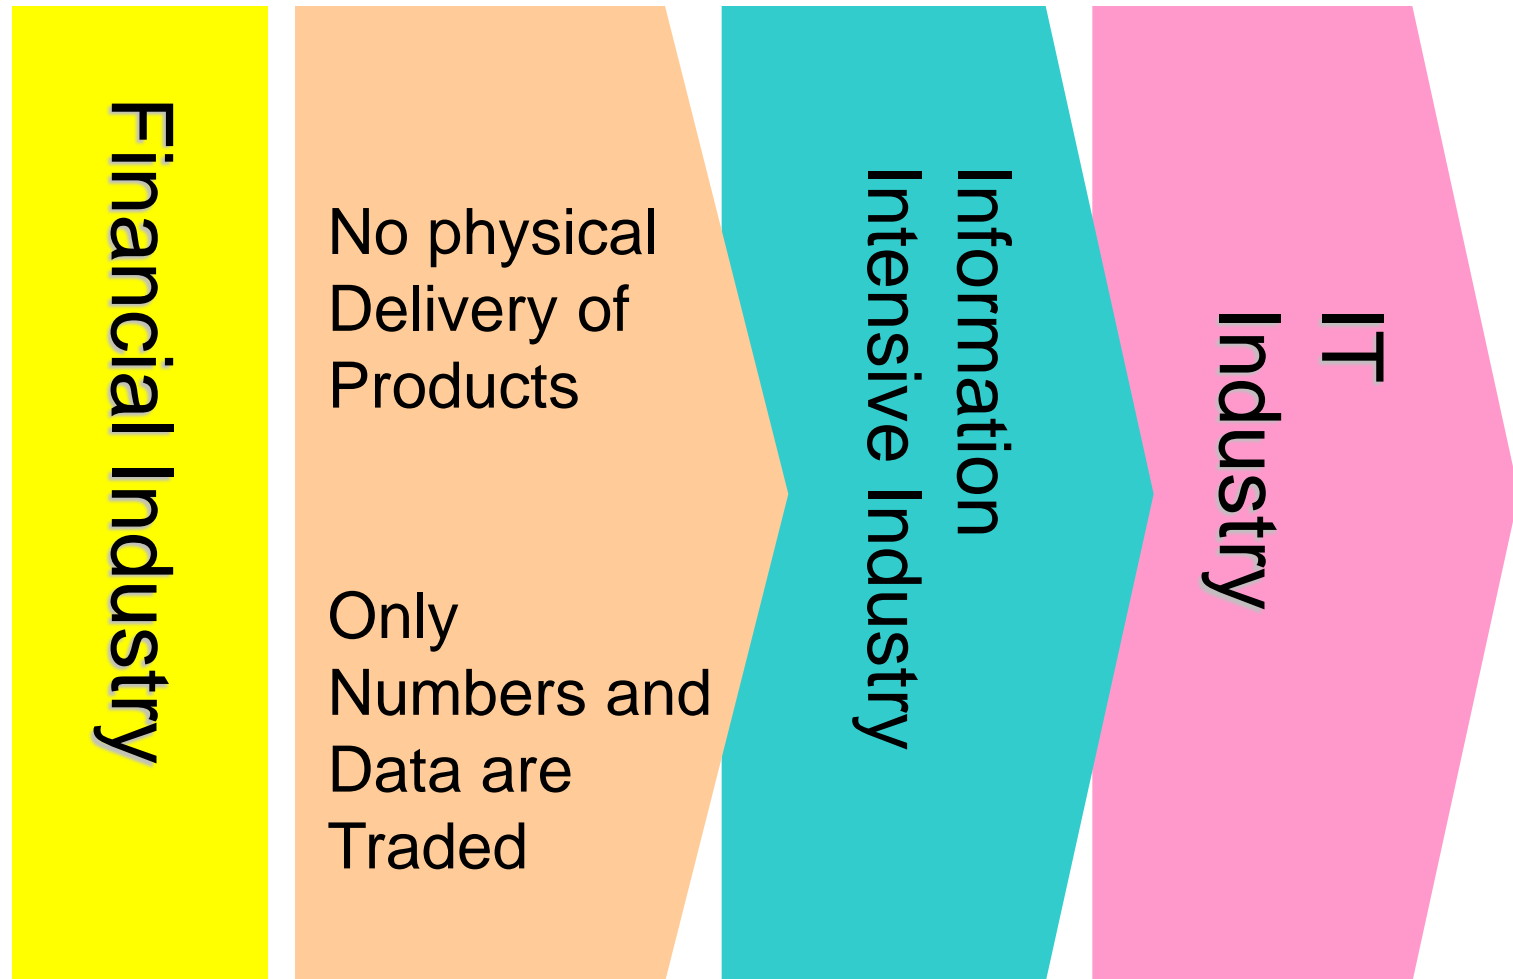 Financial Industry
No physical
Delivery of
Products
Only
Numbers and
Data are
Traded
Information
Intensive Industry
IT
Industry